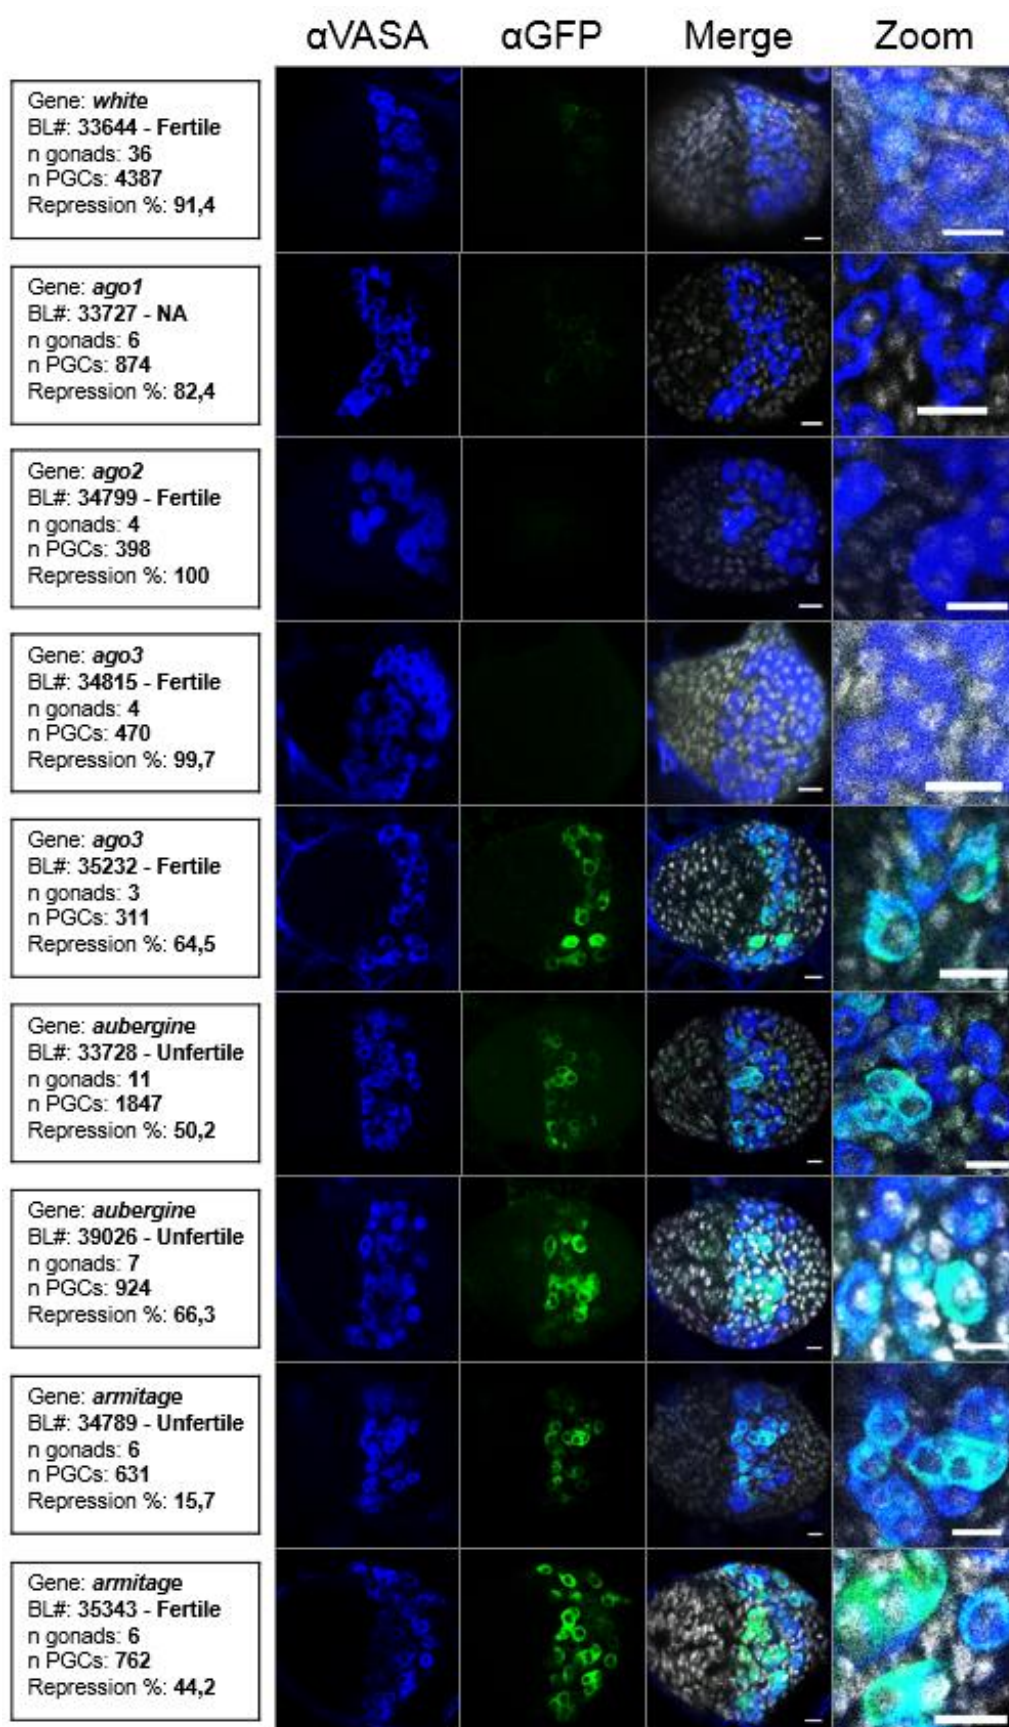 αVASA αGFP Merge Zoom
Gene: white
BL#: 33644 - Fertile
n gonads: 36
n PGCs: 4387
Repression %: 91,4
Gene: ago1
BL#: 33727 - NA
n gonads: 6
n PGCs: 874
Repression %: 82,4
Gene: ago2
BL#: 34799 - Fertile
n gonads: 4
n PGCs: 398
Repression %: 100
Gene: ago3
BL#: 34815 - Fertile
n gonads: 4
n PGCs: 470
Repression %: 99,7
Gene: ago3
BL#: 35232 - Fertile
n gonads: 3
n PGCs: 311
Repression %: 64,5
Gene: aubergine
BL#: 33728 - Unfertile
n gonads: 11
n PGCs: 1847
Repression %: 50,2
Gene: aubergine
BL#: 39026 - Unfertile
n gonads: 7
n PGCs: 924
Repression %: 66,3
Gene: armitage
BL#: 34789 - Unfertile
n gonads: 6
n PGCs: 631
Repression %: 15,7
Gene: armitage
BL#: 35343 - Fertile
n gonads: 6
n PGCs: 762
Repression %: 44,2